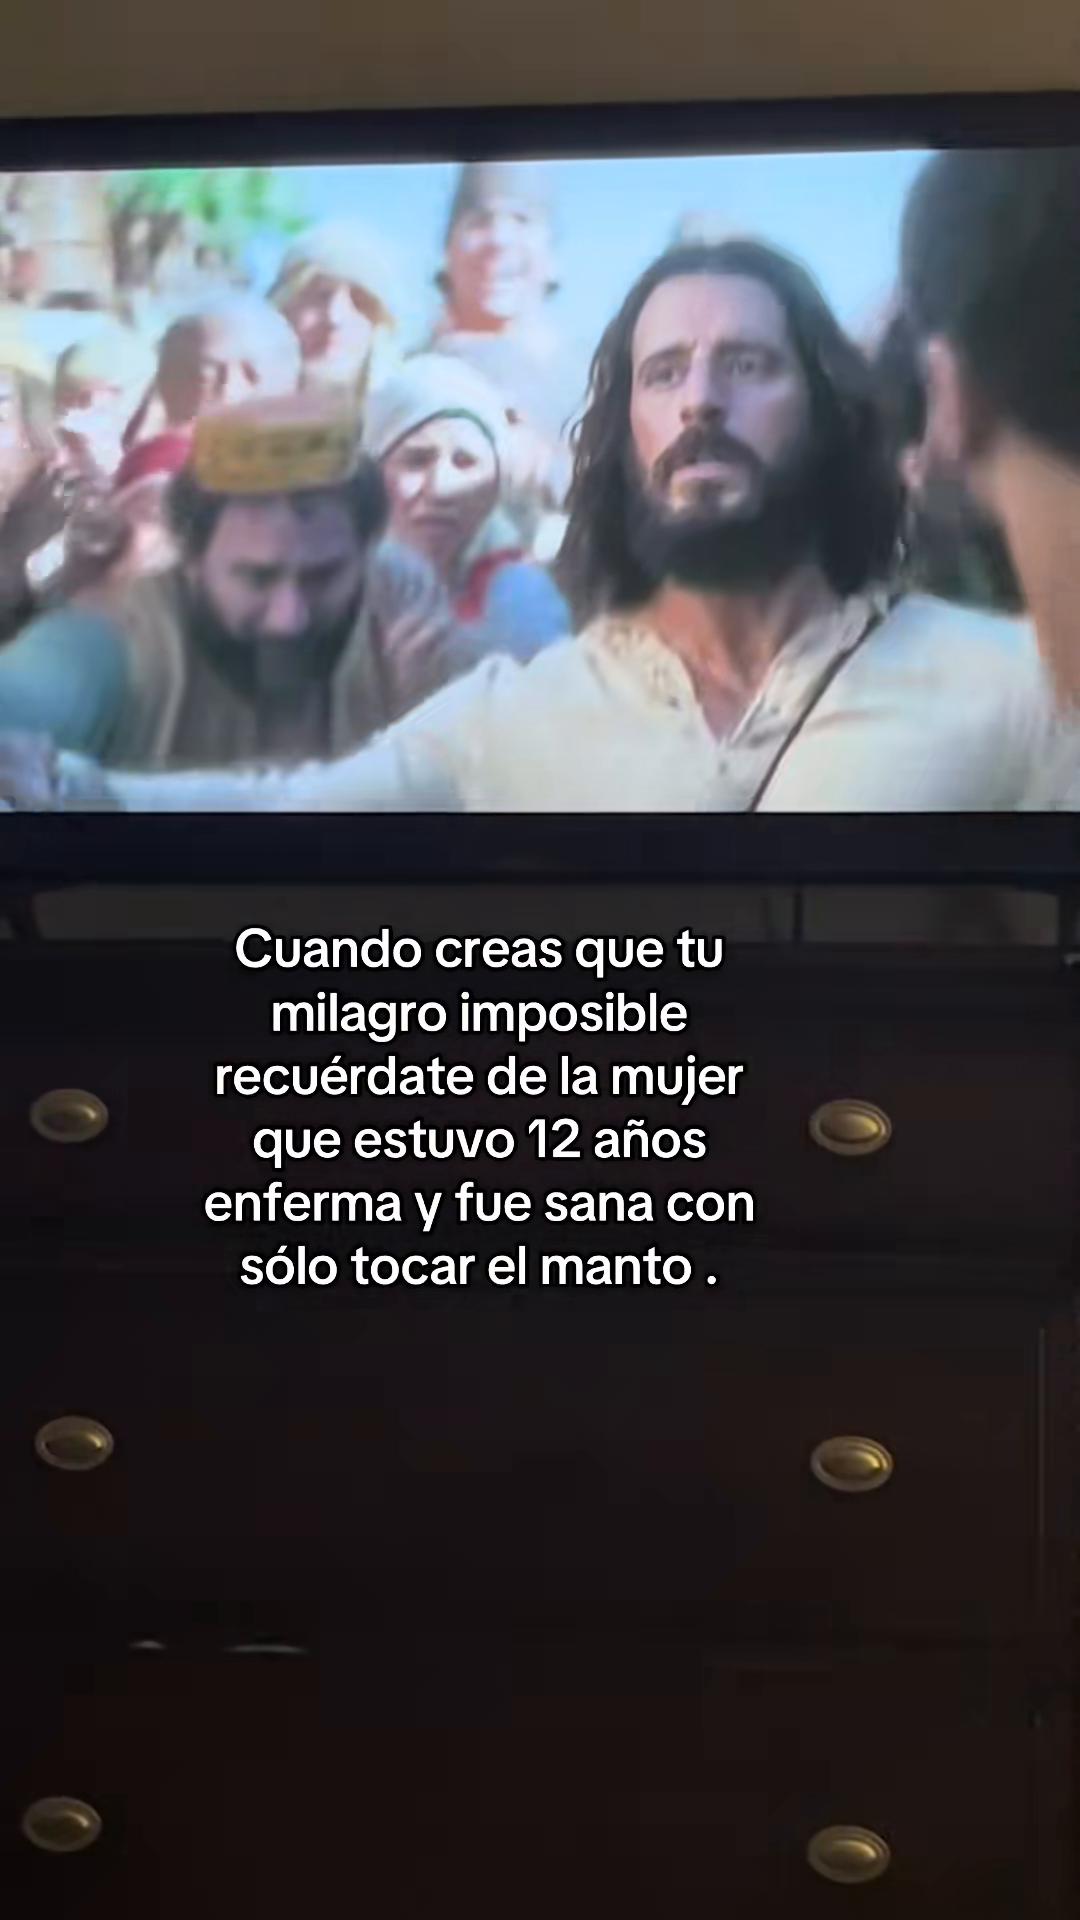 Cuando creas que tu
milagro imposible
recuérdate de la mujer
que estuvo 12 años
enferma y fue sana con
sólo tocar el manto .